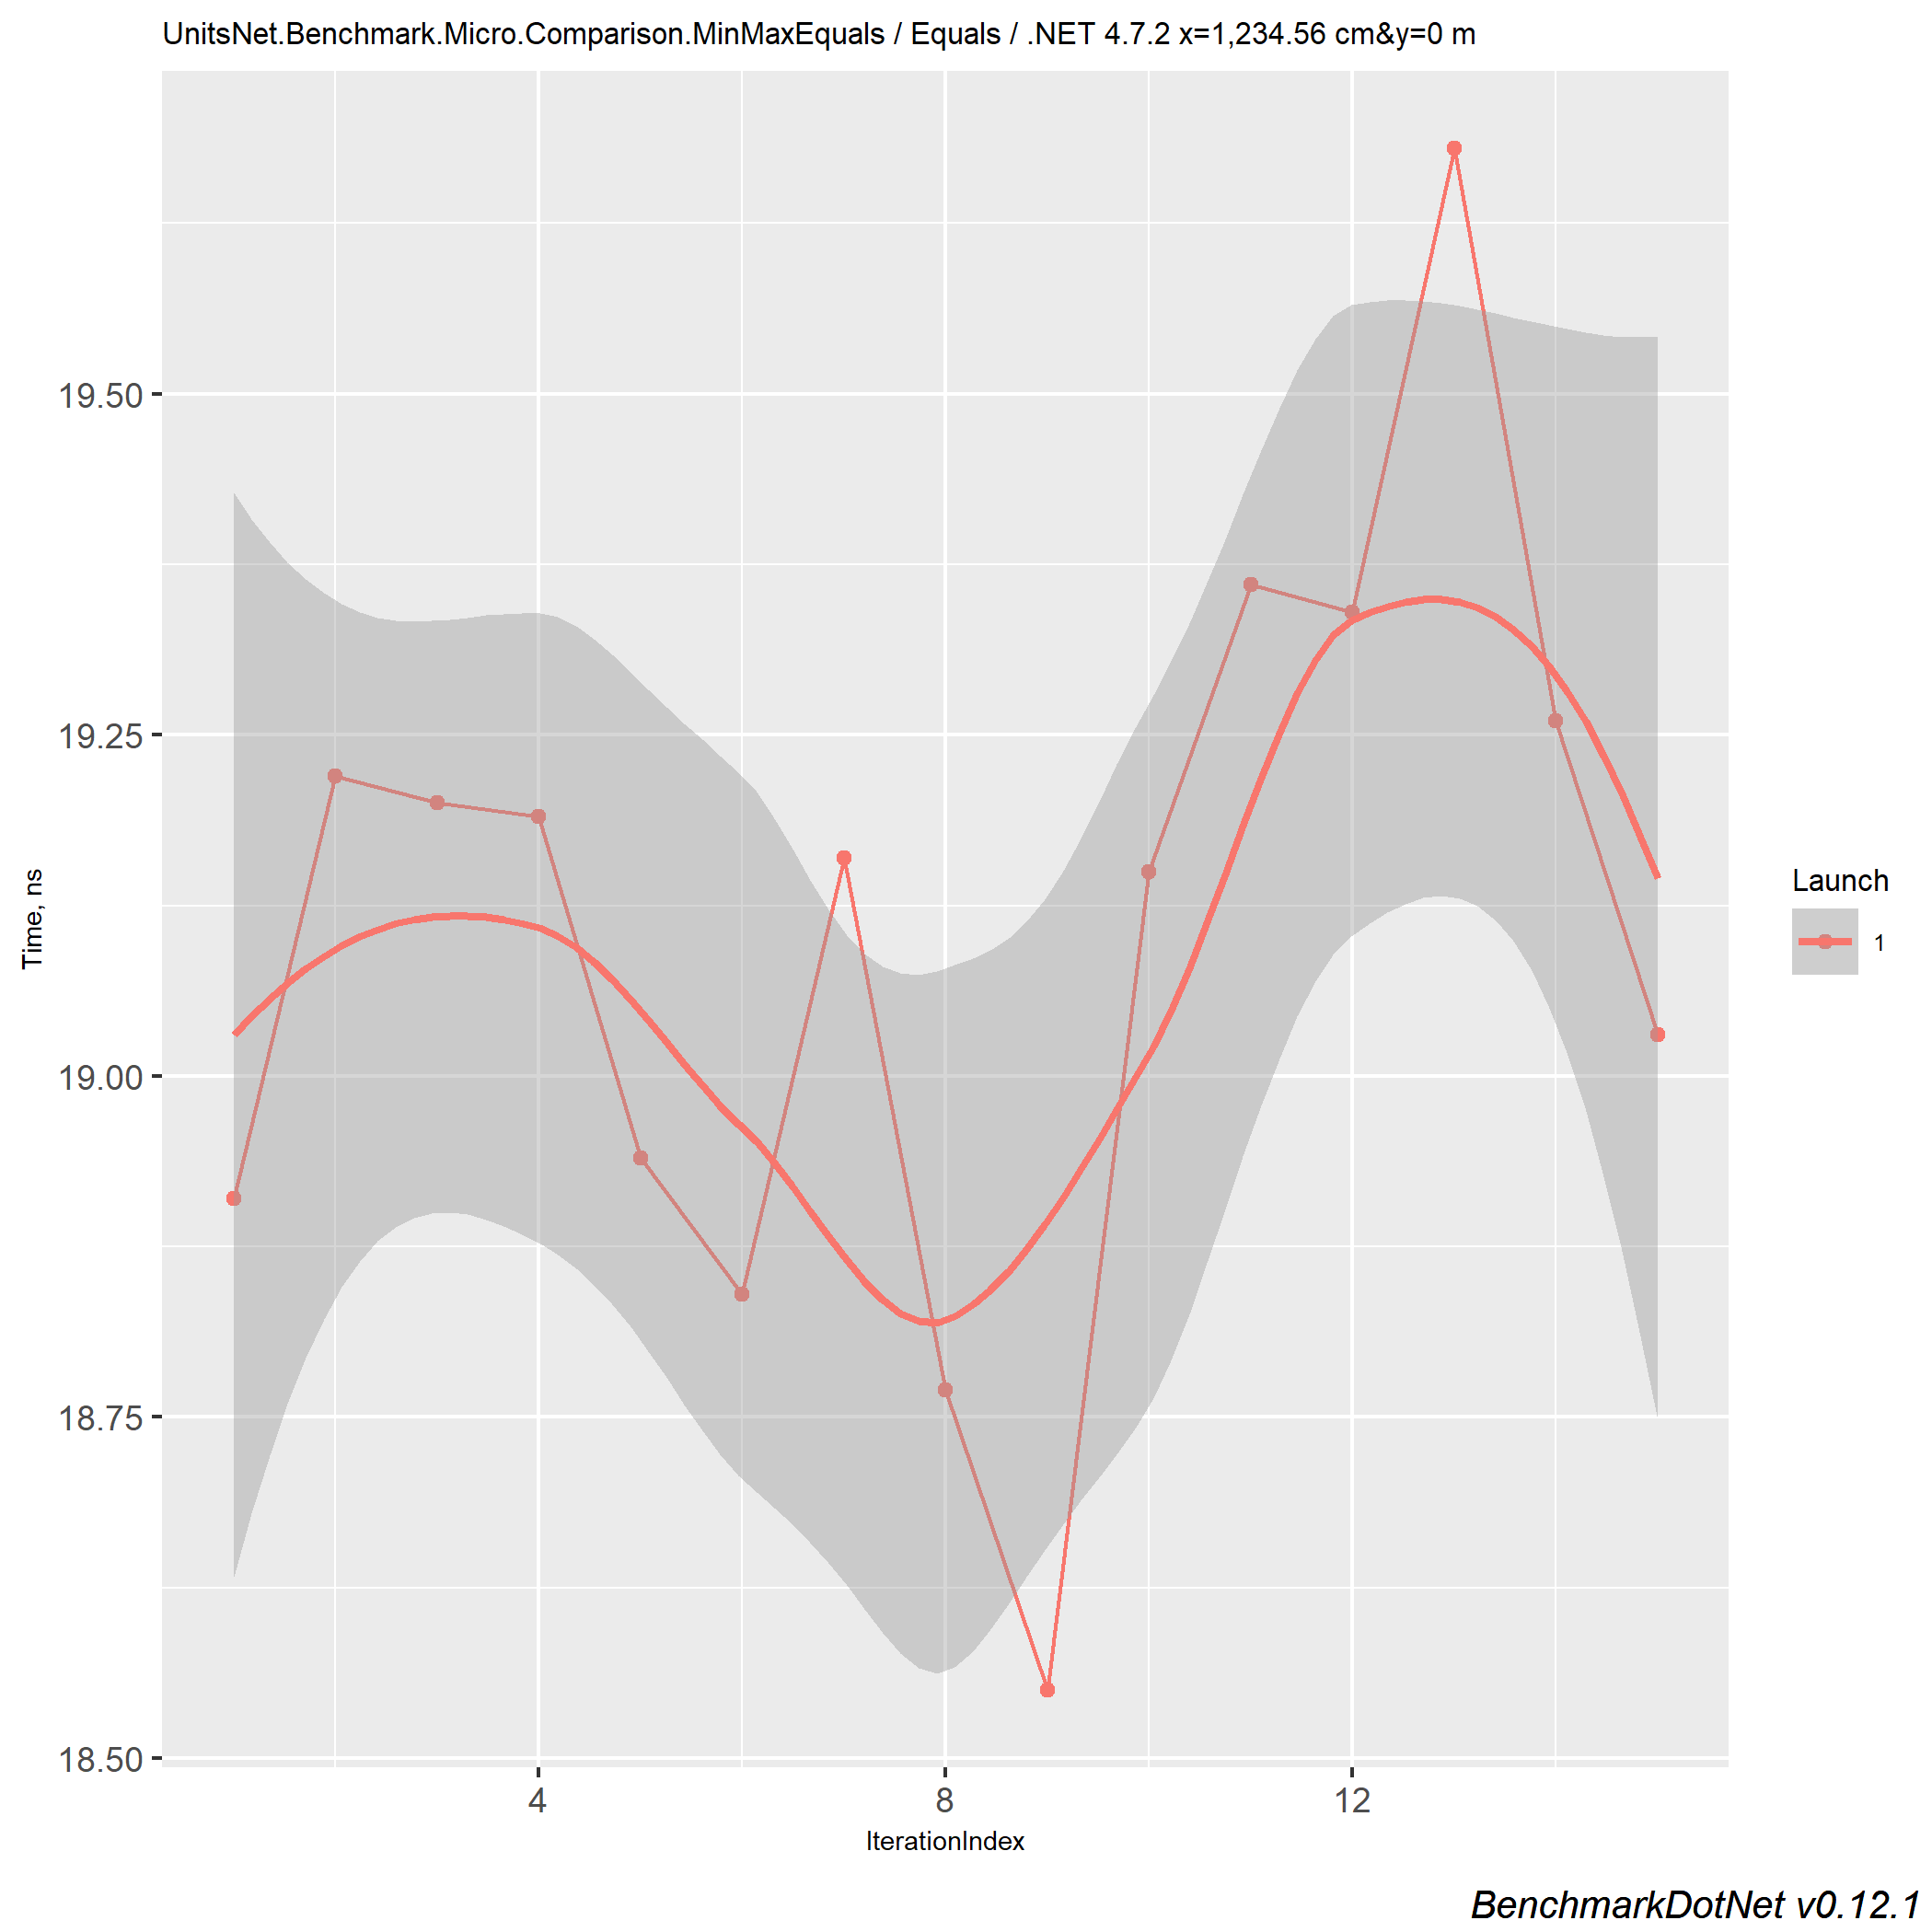 UnitsNet.Benchmark.Micro.Comparison.MinMaxEquals / Equals / .NET 4.7.2 x=1,234.56 cm&y=0 m
19.50
19.25
19.00
18.75
18.50
Time, ns
4 8 12
IterationIndex
Launch
1
BenchmarkDotNet v0.12.1